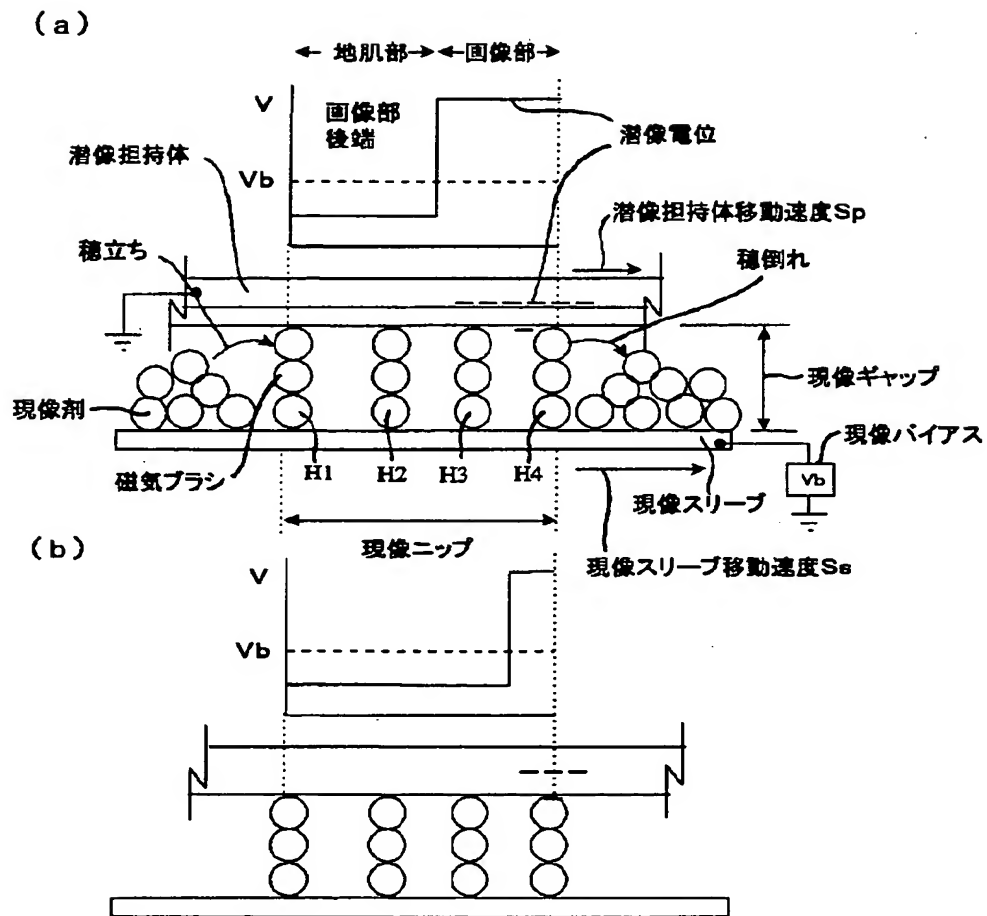 (a)
地肌部 画像部
V
画像部
後端
潜像電位
潜像担持体
Vb
潜像担持体移動速度Sp
穂立ち
穂倒れ
現像ギャップ
現像剤
現像バイアス
磁気ブラシ H1 H2 H3 H4
Vb
現像スリーブ
現像ニップ
現像スリーブ移動速度Ss
(b)
V
Vb